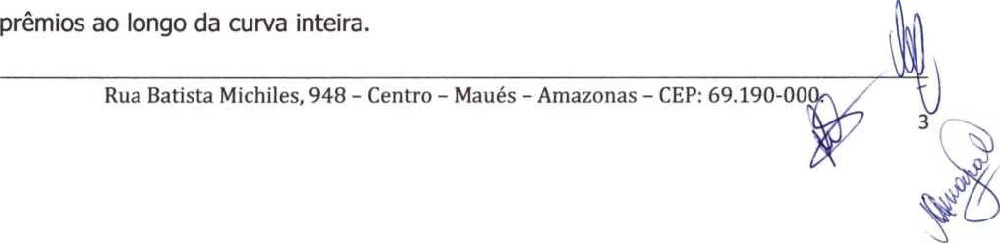 prêmios ao longo da curva inteira.
Rua Batista Michiles, 948 – Centro – Maués – Amazonas – CEP: 69.190-000.
3